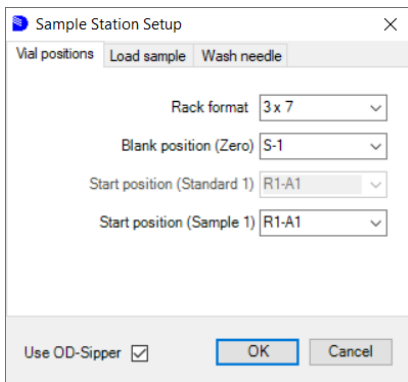 Sample Station Setup
Vial positions Load sample Wash needle
Rack format 3 x 7
Blank position (Zero) S-1
Start position (Standard 1) R1-A1
Start position (Sample 1) R1-A1
Use OD-Sipper OK Cancel